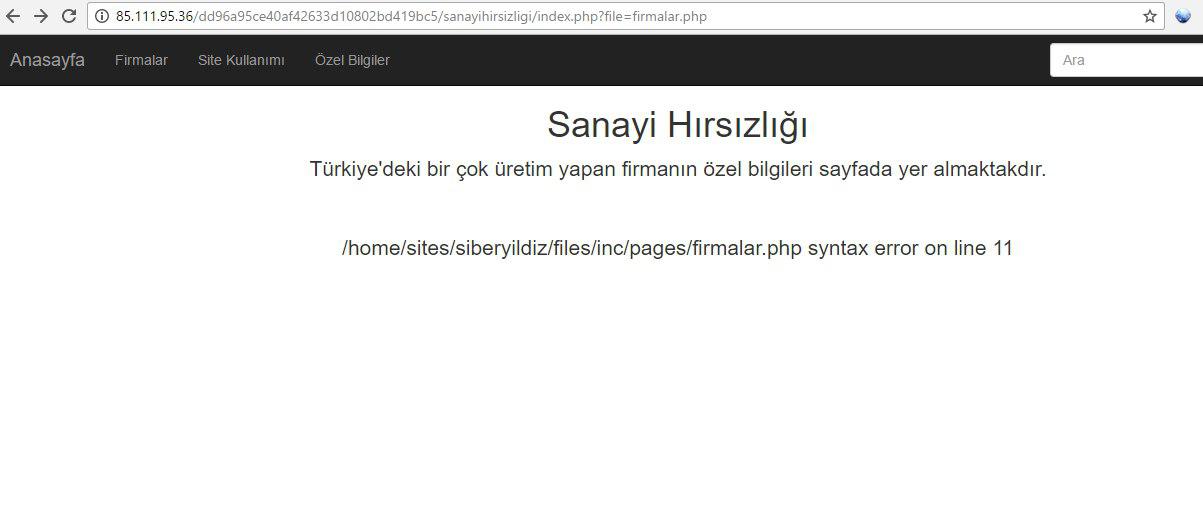 85.111.95.36/dd96a95ce40af42633d10802bd419bc5/sanayihirsizligi/index.php?file=firmalar.php
Anasayfa Firmalar Site Kullanımı Özel Bilgiler Ara
Sanayi Hırsızlığı
Türkiye'deki bir çok üretim yapan firmanın özel bilgileri sayfada yer almaktakdır.
/home/sites/siberyildiz/files/inc/pages/firmalar.php syntax error on line 11